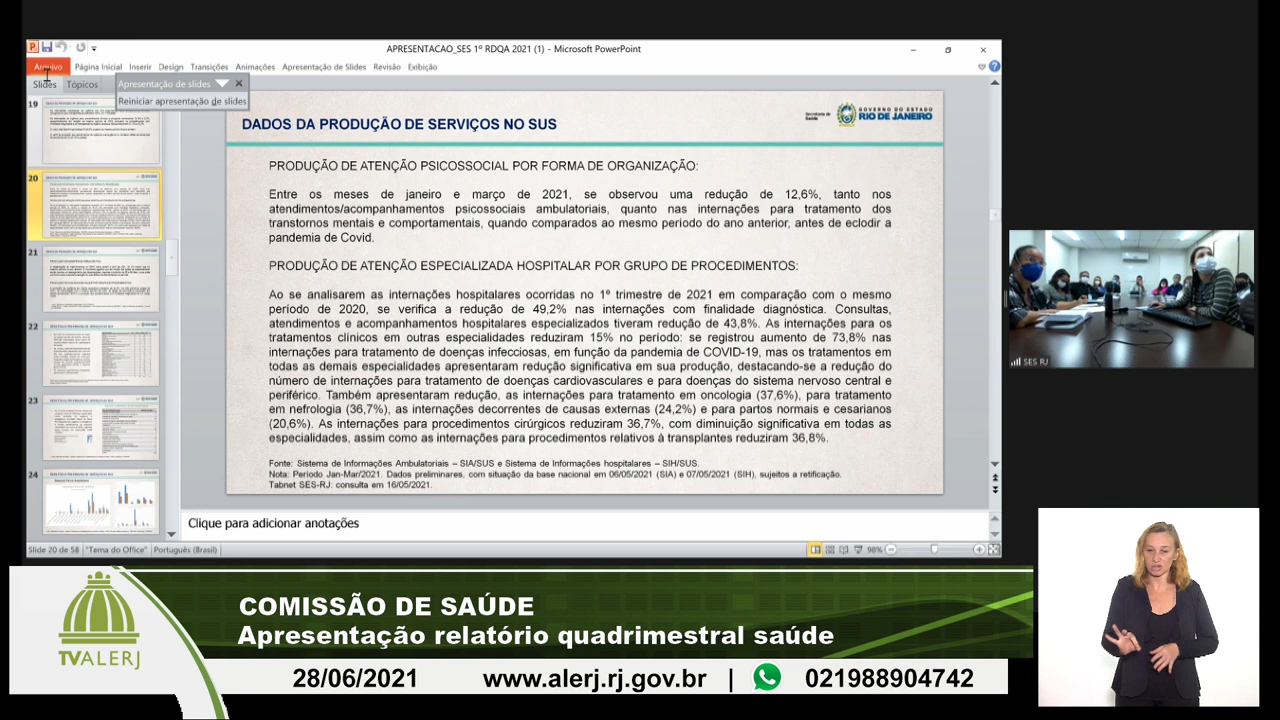 APRESENTACAO_SES 1º RDQA 2021 (1) - Microsoft PowerPoint
Arquivo Página Inicial Inserir Design Transições Animações Apresentação de Slides Revisão Exibição
Slides Tópicos
Apresentação de slides
Reiniciar apresentação de slides
19
20
21
22
23
24
DADOS DA PRODUÇÃO DE SERVIÇO
Secretaria de Saúde
GOVERNO DO ESTADO
RIO DE JANEIRO
PRODUÇÃO DE ATENÇÃO PSICOSSOCIAL POR FORMA DE ORGANIZAÇÃO:
Entre os meses de janeiro e março de 2021 se observou uma redução de 12,6% tanto nos
atendimentos/acompanhamentos psicossociais ambulatoriais, quanto nas internações para tratamento dos
transtornos mentais e comportamentais, quando comparados ao mesmo período do ano anterior antes da eclodir a
pandemia de Covid.
PRODUÇÃO DE ATENÇÃO ESPECIALIZADA HOSPITALAR POR GRUPO DE PROCEDIMENTOS:
Ao se analisarem as internações hospitalares ocorridas no 1º trimestre de 2021 em comparação com o mesmo
período de 2020, se verifica a redução de 49,2% nas internações com finalidade diagnóstica. Consultas,
atendimentos e acompanhamentos hospitalares especializados tiveram redução de 43,8%. As internações para os
tratamentos clínicos em outras especialidades reduziram 15% no período, se registrou aumento de 73,8% nas
internações para tratamento de doenças infecciosas, em função da pandemia de COVID-19, mas os tratamentos em
todas as demais especialidades apresentaram redução significativa em sua produção, destacando-se a redução do
número de internações para tratamento de doenças cardiovasculares e para doenças do sistema nervoso central e
periférico. Também apresentaram redução, as internações para tratamento em oncologia (37,6%), para tratamento
em nefrologia (36,7%), as internações decorrentes de causas externas (24,2%) e para partos não cesarianos
(20,6%). As internações para procedimentos cirúrgicos reduziram 36,7%, com diminuição significativa em todas as
especialidades, assim como as internações para procedimentos relativos à transplantes reduziram 36,8%.
Fonte: Sistema de Informações Ambulatoriais – SIA/SUS e Sistema de Informações hospitalares – SIH/SUS.
Nota: Período Jan-Mar/2021. Dados preliminares, com situação da base nacional em 06/05/2021 (SIA) e 07/05/2021 (SIH), sujeitos a retificação.
Tabnet SES-RJ: consulta em 16/05/2021.
Clique para adicionar anotações
Slide 20 de 58 "Tema do Office" Português (Brasil) 98%
SES RJ
COMISSÃO DE SAÚDE
Apresentação relatório quadrimestral saúde
TVALERJ
28/06/2021 www.alerj.rj.gov.br | 021988904742